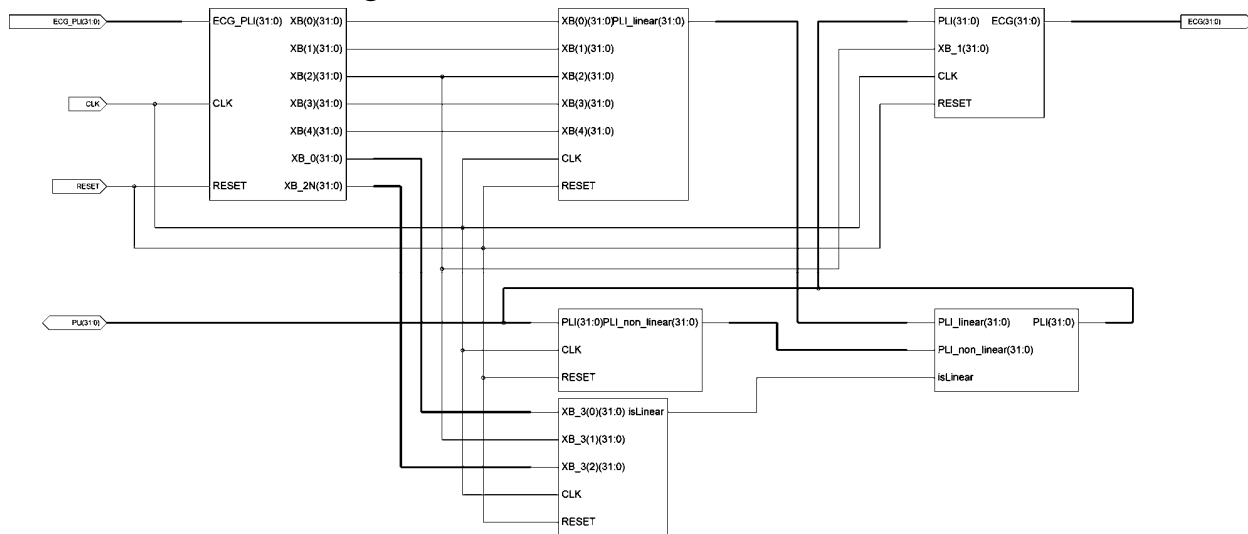 ECG_PLI(31:0)
CLK
RESET
PLI(31:0)
ECG_PLI(31:0) XB(0)(31:0)
XB(1)(31:0)
XB(2)(31:0)
CLK XB(3)(31:0)
XB(4)(31:0)
XB_0(31:0)
RESET XB_2N(31:0)
XB(0)(31:0)PLI_linear(31:0)
XB(1)(31:0)
XB(2)(31:0)
XB(3)(31:0)
XB(4)(31:0)
CLK
RESET
PLI(31:0) ECG(31:0)
XB_1(31:0)
CLK
RESET
ECG(31:0)
PLI(31:0)PLI_non_linear(31:0)
CLK
RESET
XB_3(0)(31:0) isLinear
XB_3(1)(31:0)
XB_3(2)(31:0)
CLK
RESET
PLI_linear(31:0) PLI(31:0)
PLI_non_linear(31:0)
isLinear